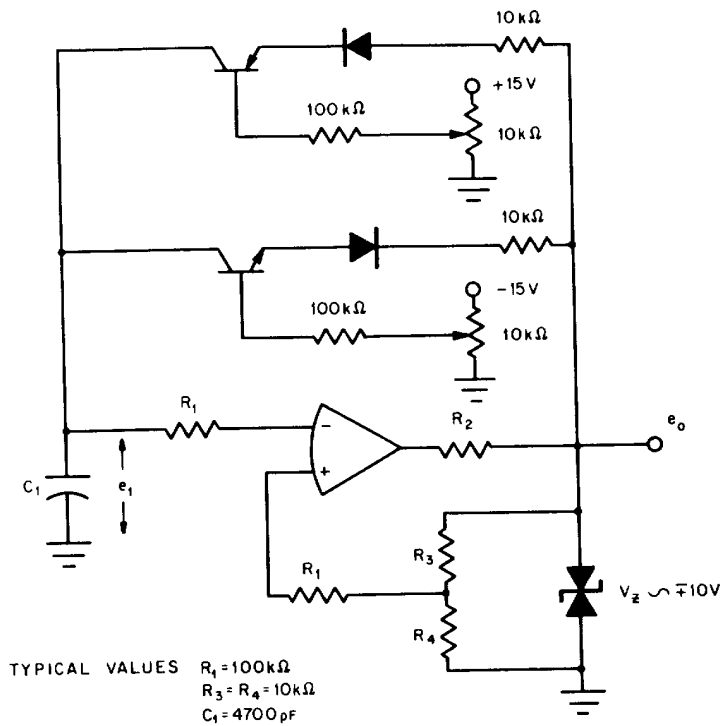 10kΩ
+15V
100kΩ
10kΩ
10kΩ
-15V
100kΩ
10kΩ
R₁
R₂
e₀
-
+
C₁
e₁
R₃
R₁
V_Z ∽ ∓10V
R₄
TYPICAL VALUES R₁=100kΩ
R₃=R₄=10kΩ
C₁=4700pF